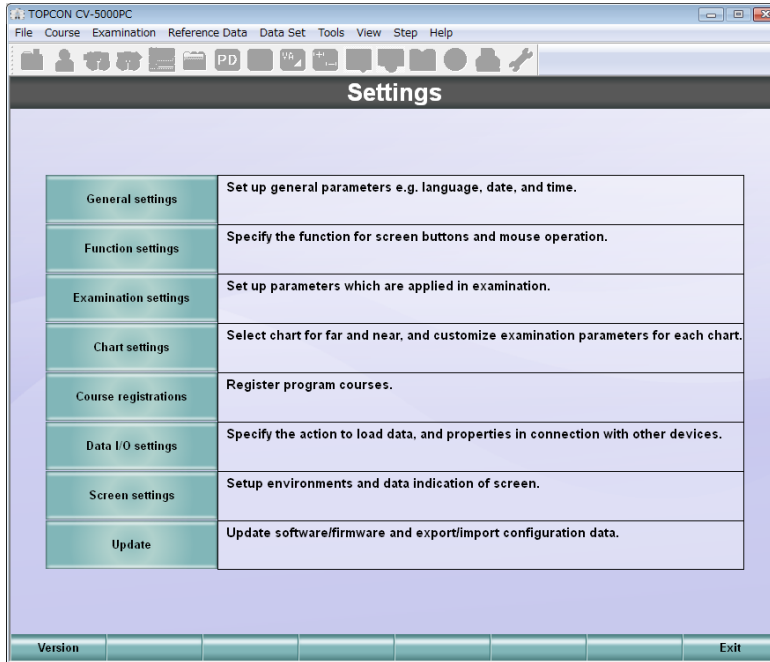 TOPCON CV-5000PC
File Course Examination Reference Data Data Set Tools View Step Help
PD VA
Settings
General settings
Set up general parameters e.g. language, date, and time.
Function settings
Specify the function for screen buttons and mouse operation.
Examination settings
Set up parameters which are applied in examination.
Chart settings
Select chart for far and near, and customize examination parameters for each chart.
Course registrations
Register program courses.
Data I/O settings
Specify the action to load data, and properties in connection with other devices.
Screen settings
Setup environments and data indication of screen.
Update
Update software/firmware and export/import configuration data.
Version Exit